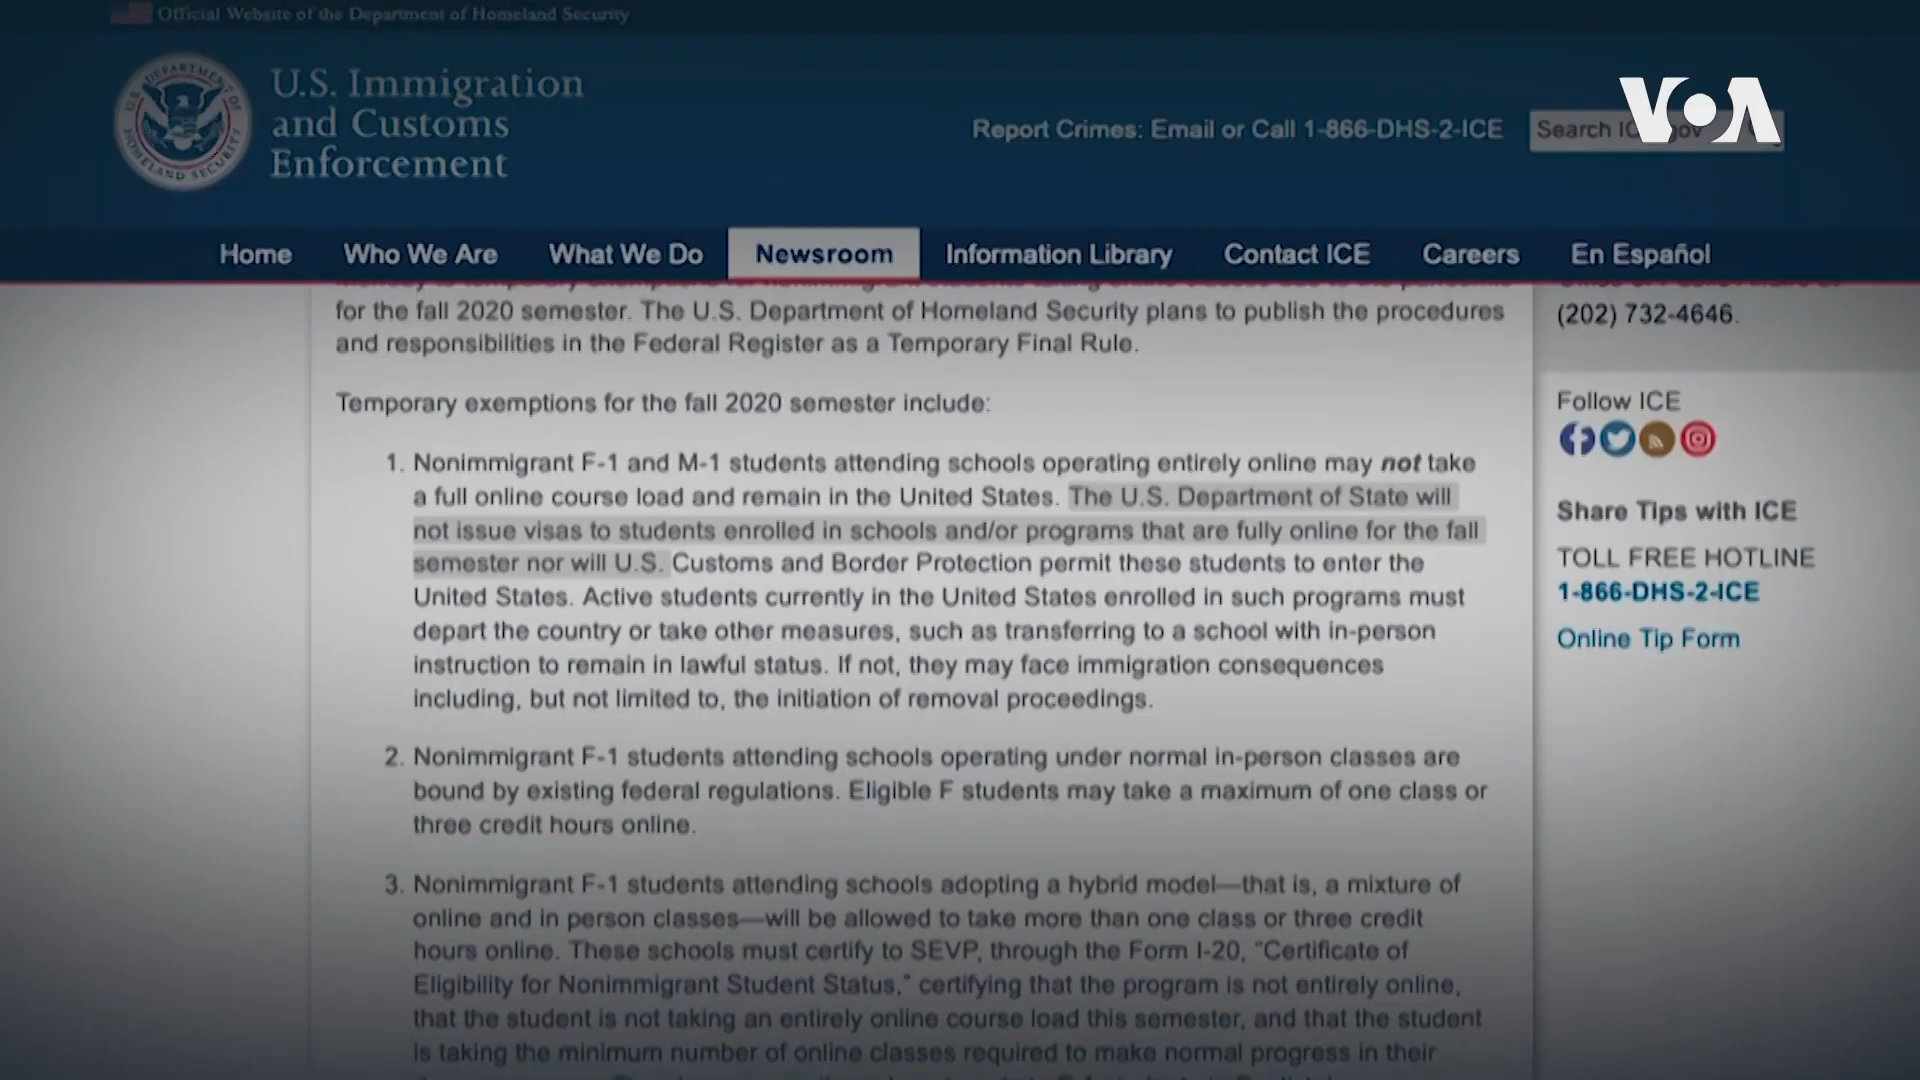 Official Website of the Department of Homeland Security
U.S. Immigration
and Customs
Enforcement
Report Crimes: Email or Call 1-866-DHS-2-ICE
Search
VOA
Home Who We Are What We Do Newsroom Information Library Contact ICE Careers En Español
for the fall 2020 semester. The U.S. Department of Homeland Security plans to publish the procedures
and responsibilities in the Federal Register as a Temporary Final Rule.
Temporary exemptions for the fall 2020 semester include:
1. Nonimmigrant F-1 and M-1 students attending schools operating entirely online may not take
a full online course load and remain in the United States. The U.S. Department of State will
not issue visas to students enrolled in schools and/or programs that are fully online for the fall
semester nor will U.S. Customs and Border Protection permit these students to enter the
United States. Active students currently in the United States enrolled in such programs must
depart the country or take other measures, such as transferring to a school with in-person
instruction to remain in lawful status. If not, they may face immigration consequences
including, but not limited to, the initiation of removal proceedings.
2. Nonimmigrant F-1 students attending schools operating under normal in-person classes are
bound by existing federal regulations. Eligible F students may take a maximum of one class or
three credit hours online.
3. Nonimmigrant F-1 students attending schools adopting a hybrid model—that is, a mixture of
online and in person classes—will be allowed to take more than one class or three credit
hours online. These schools must certify to SEVP, through the Form I-20, "Certificate of
Eligibility for Nonimmigrant Student Status," certifying that the program is not entirely online,
that the student is not taking an entirely online course load this semester, and that the student
is taking the minimum number of online classes required to make normal progress in their
(202) 732-4646.
Follow ICE
Share Tips with ICE
TOLL FREE HOTLINE
1-866-DHS-2-ICE
Online Tip Form